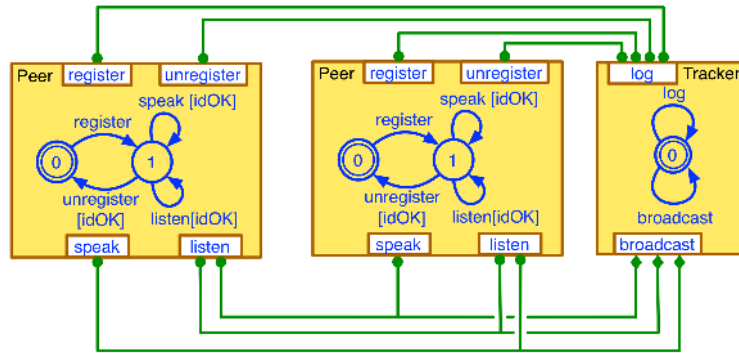 Peer register unregister
speak [idOK]
register
0
1
unregister
[idOK]
listen[idOK]
speak
listen
Peer register unregister
speak [idOK]
register
0
1
unregister
[idOK]
listen[idOK]
speak
listen
log Tracker
log
0
broadcast
broadcast